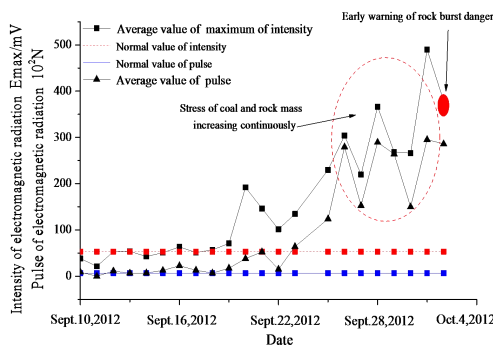 Early warning of rock burst danger
Average value of maximum of intensity
Normal value of intensity
Normal value of pulse
Average value of pulse
Stress of coal and rock mass
increasing continuously
Intensity of electromagnetic radiation Emax/mV
Pulse of electromagnetic radiation 10²N
500
400
300
200
100
0
Sept.10,2012
Sept.16,2012
Sept.22,2012
Sept.28,2012
Oct.4,2012
Date